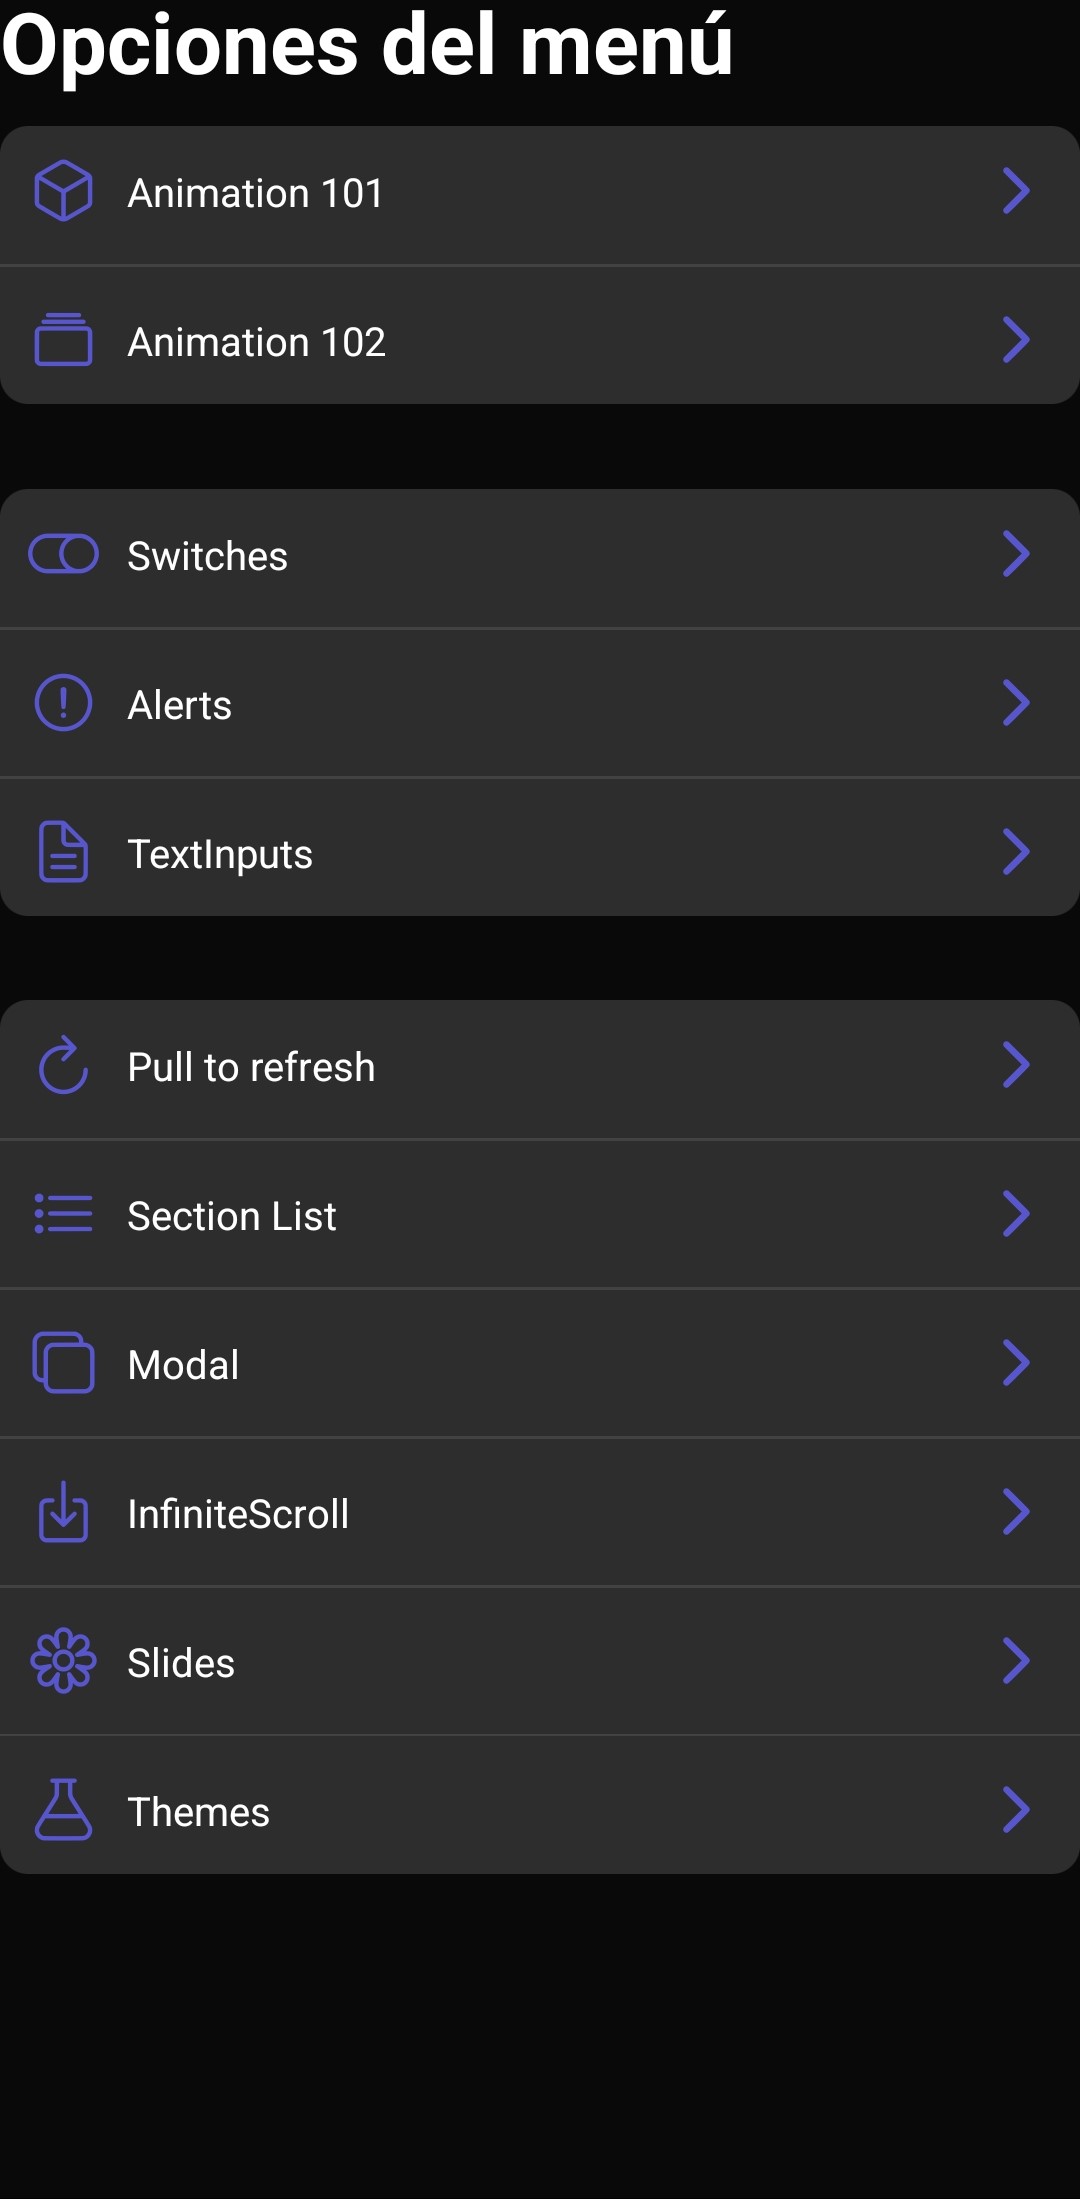 Opciones del menú
Animation 101
Animation 102
Switches
Alerts
TextInputs
Pull to refresh
Section List
Modal
InfiniteScroll
Slides
Themes